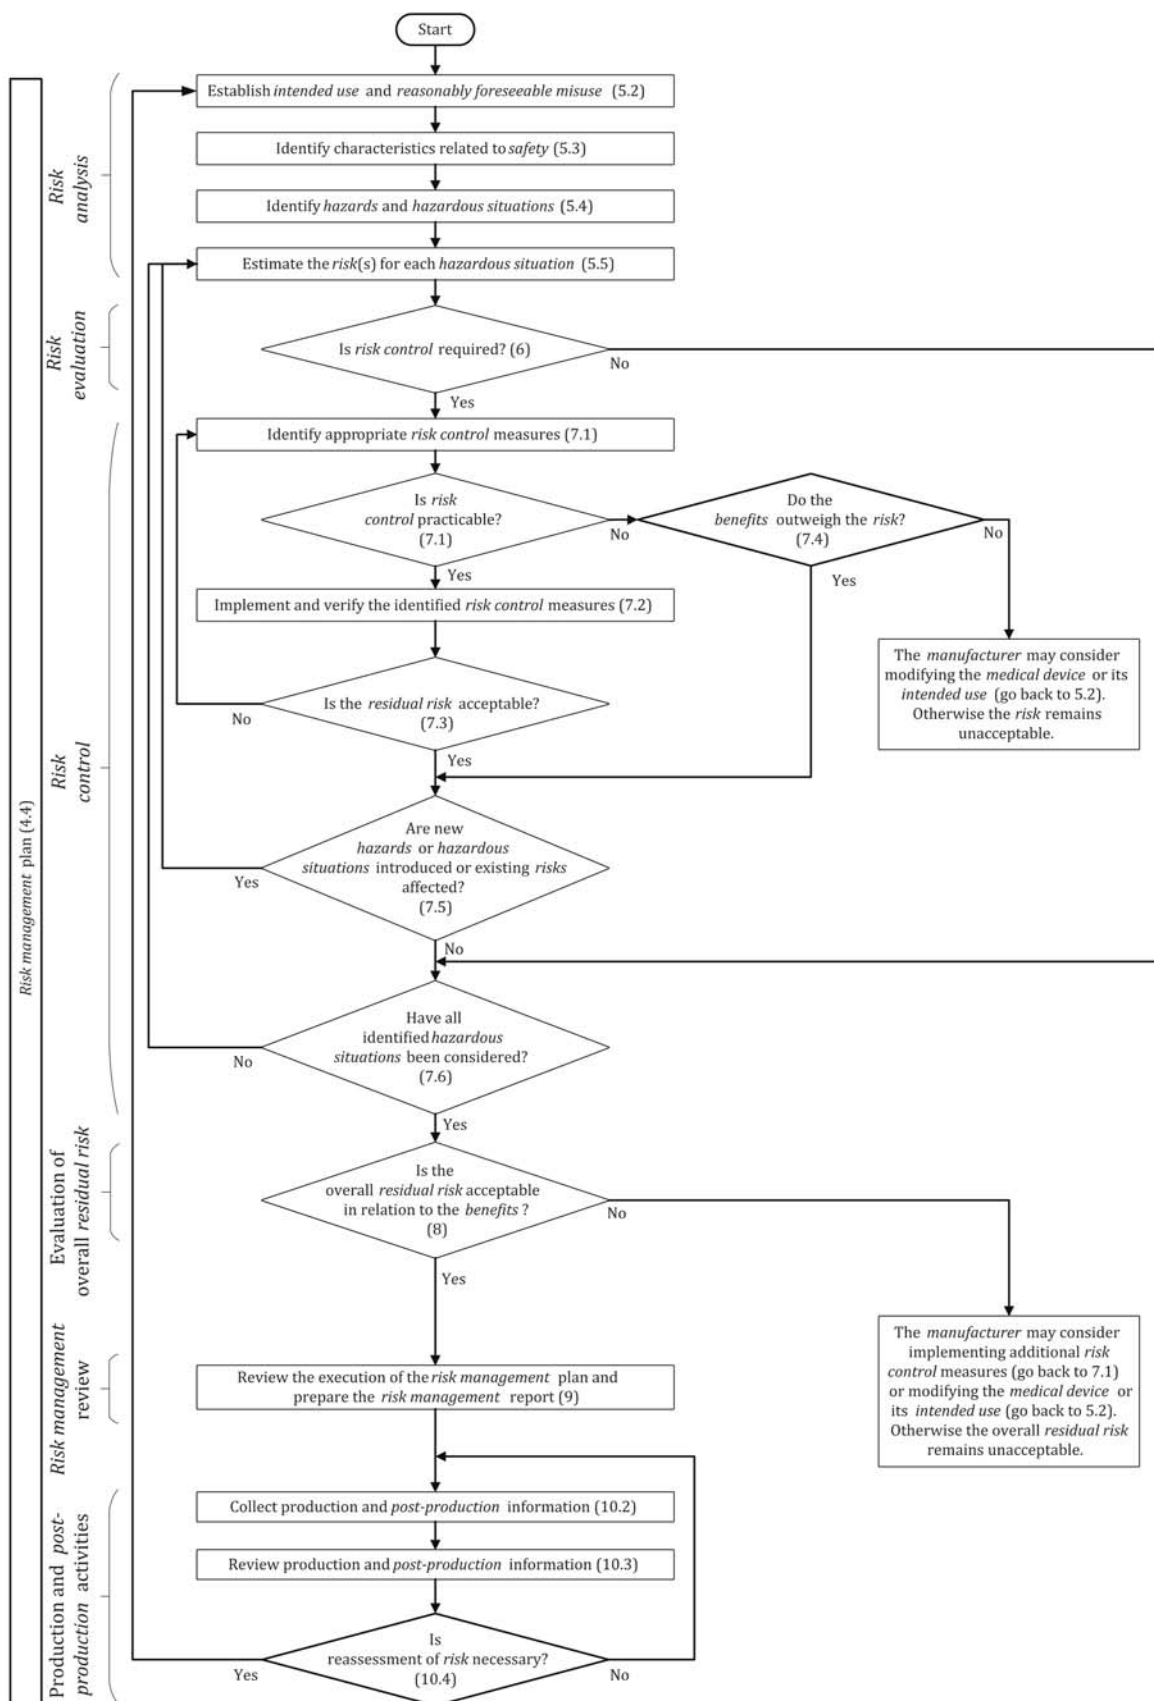 Start
Risk management plan (4.4)
Risk
analysis
Establish intended use and reasonably foreseeable misuse (5.2)
Identify characteristics related to safety (5.3)
Identify hazards and hazardous situations (5.4)
Estimate the risk(s) for each hazardous situation (5.5)
Risk
evaluation
Is risk control required? (6)
No
Yes
Risk
control
Identify appropriate risk control measures (7.1)
Is risk
control practicable?
(7.1)
No
Yes
Do the
benefits outweigh the risk?
(7.4)
No
Yes
The manufacturer may consider
modifying the medical device or its
intended use (go back to 5.2).
Otherwise the risk remains
unacceptable.
Implement and verify the identified risk control measures (7.2)
Is the residual risk acceptable?
(7.3)
No
Yes
Are new
hazards or hazardous
situations introduced or existing risks
affected?
(7.5)
Yes
No
Have all
identified hazardous
situations been considered?
(7.6)
No
Yes
Evaluation of
overall residual risk
Is the
overall residual risk acceptable
in relation to the benefits ?
(8)
No
Yes
The manufacturer may consider
implementing additional risk
control measures (go back to 7.1)
or modifying the medical device or
its intended use (go back to 5.2).
Otherwise the overall residual risk
remains unacceptable.
Risk management
review
Review the execution of the risk management plan and
prepare the risk management report (9)
Production and post-
production activities
Collect production and post-production information (10.2)
Review production and post-production information (10.3)
Is
reassessment of risk necessary?
(10.4)
Yes
No